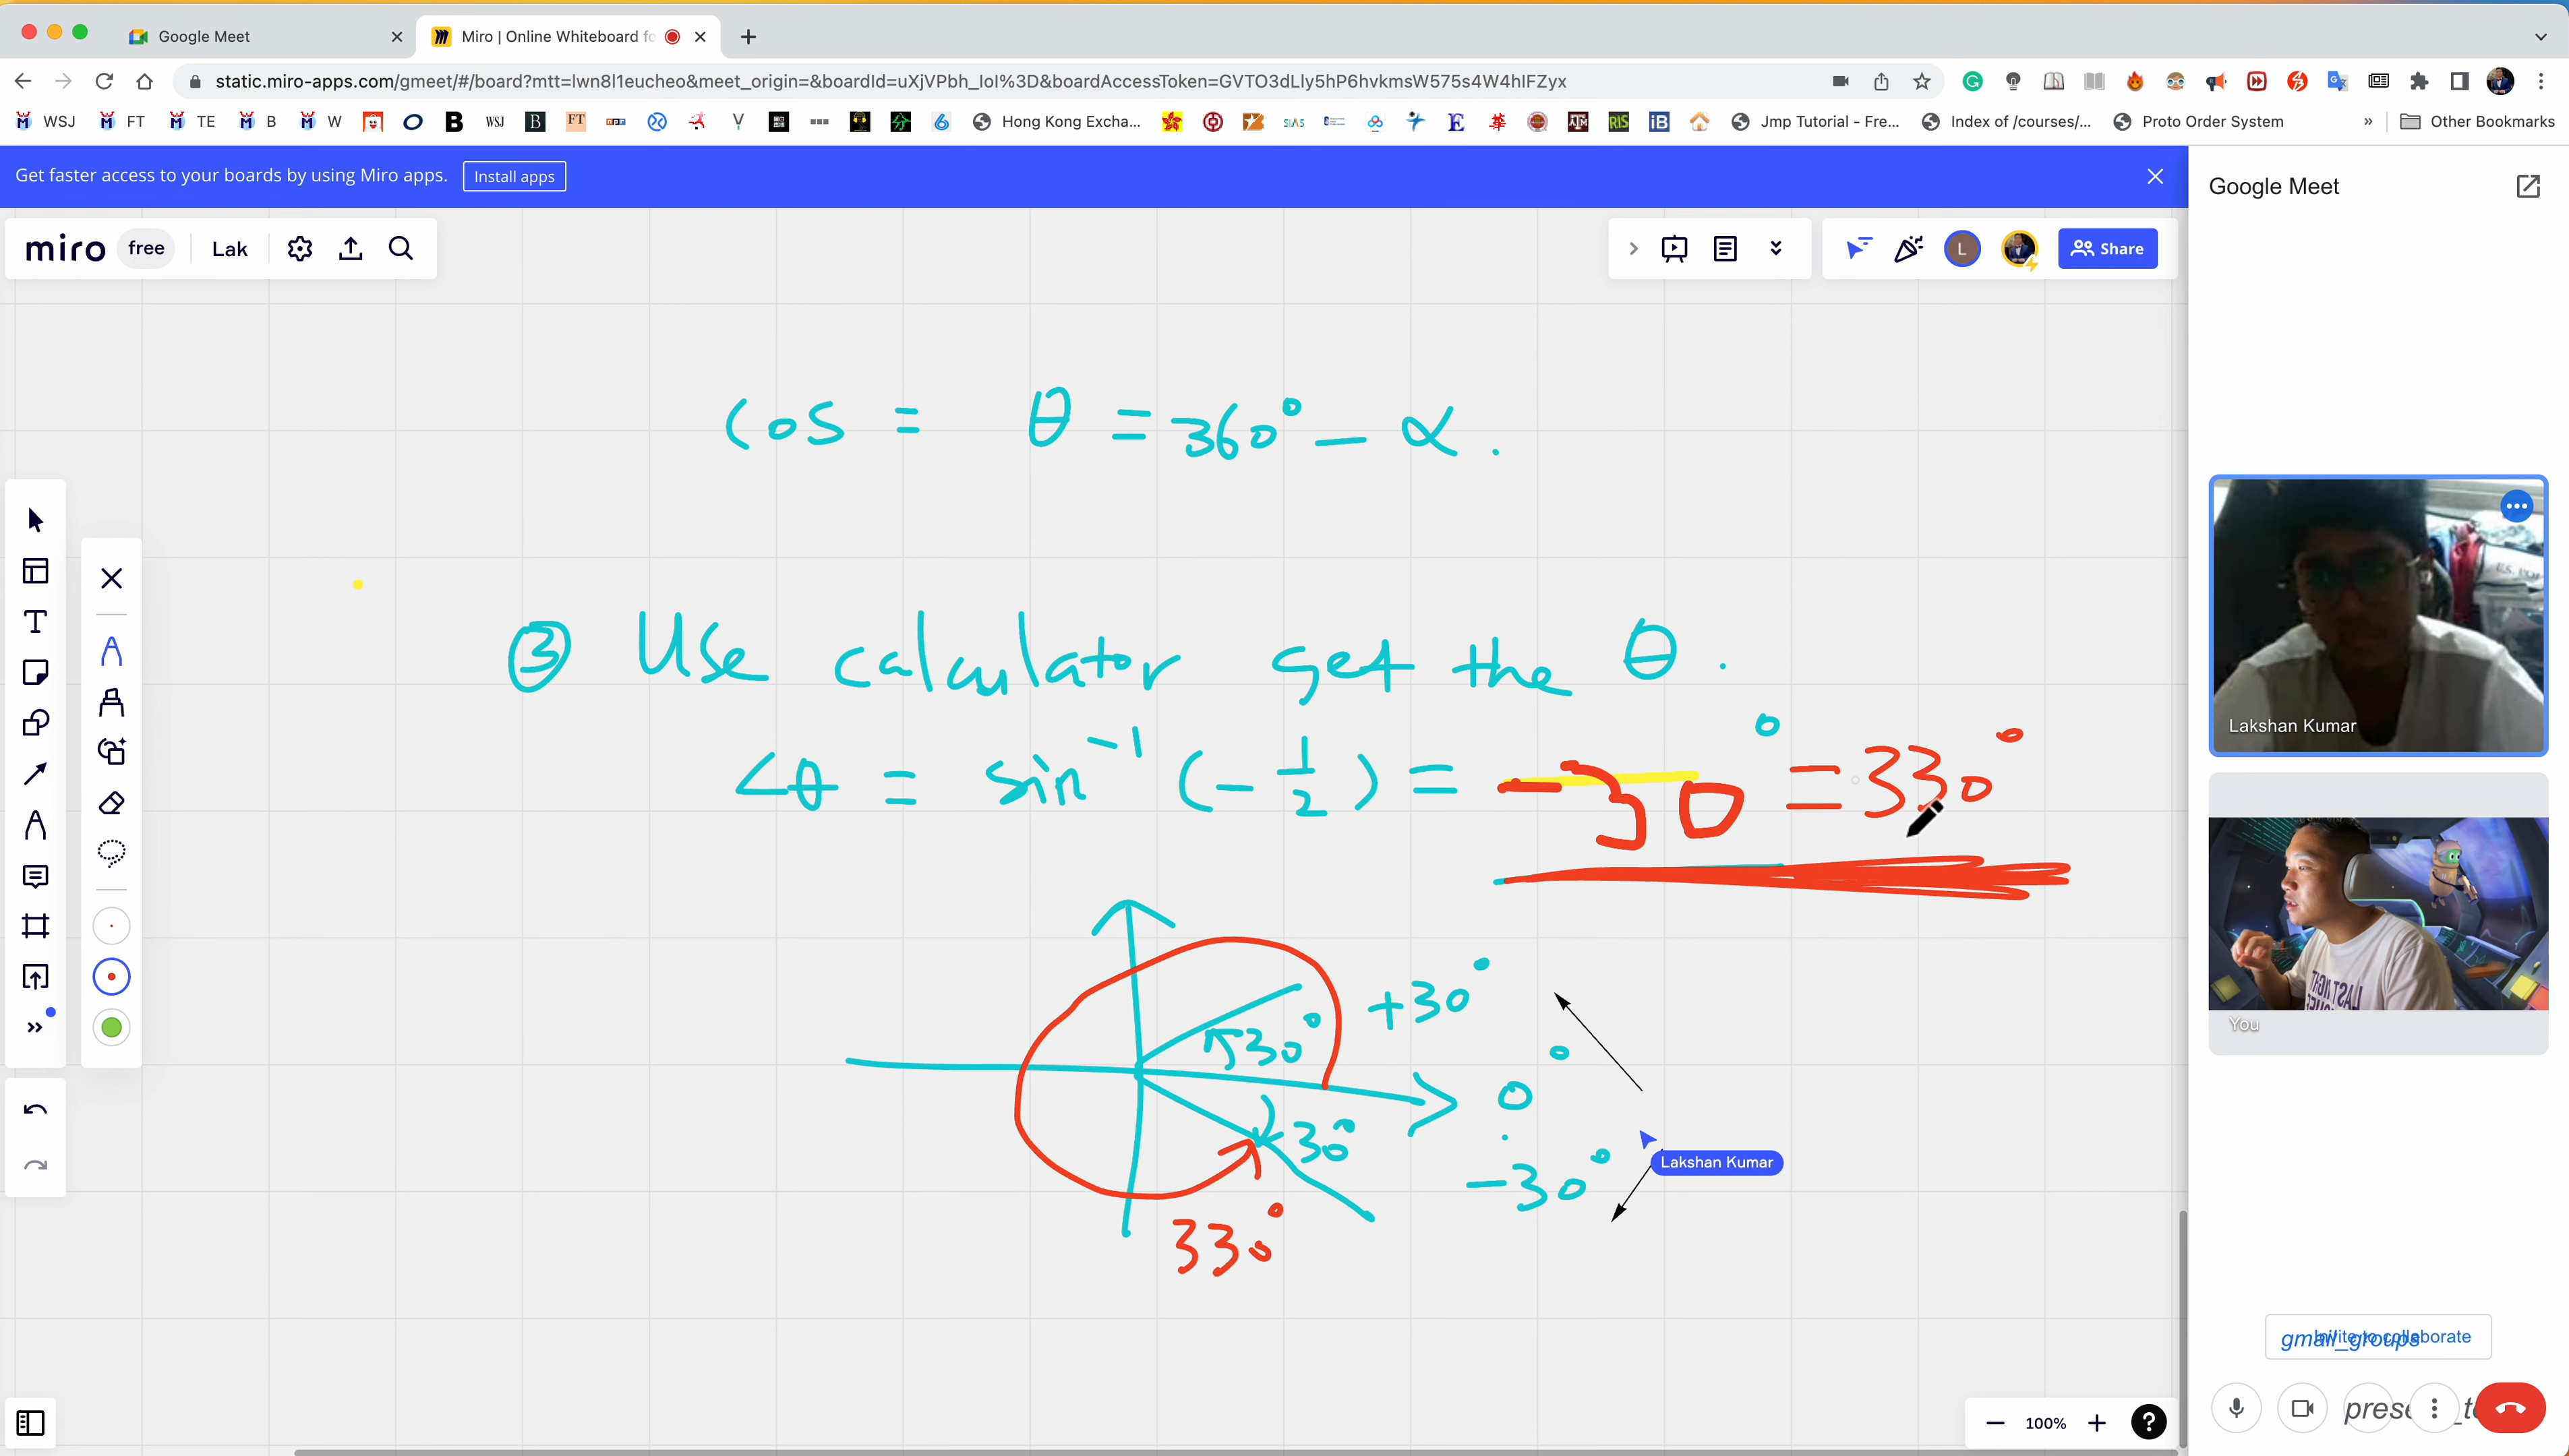 Google Meet
Miro | Online Whiteboard fo
static.miro-apps.com/gmeet/#/board?mtt=lwn8l1eucheo&meet_origin=&boardId=uXjVPbh_IoI%3D&boardAccessToken=GVTO3dLIy5hP6hvkmsW575s4W4hlFZyx
WSJ FT TE B W Hong Kong Excha... Jmp Tutorial - Fre... Index of /courses/... Proto Order System » Other Bookmarks
Get faster access to your boards by using Miro apps. Install apps
Google Meet
miro free Lak
L Share
cos = θ = 360° − α.
③ Use calculator get the θ.
∠θ = sin⁻¹ (−1/2) = −30° = 330°
+30°
30°
0°
30°
−30°
330°
Lakshan Kumar
Lakshan Kumar
You
100%